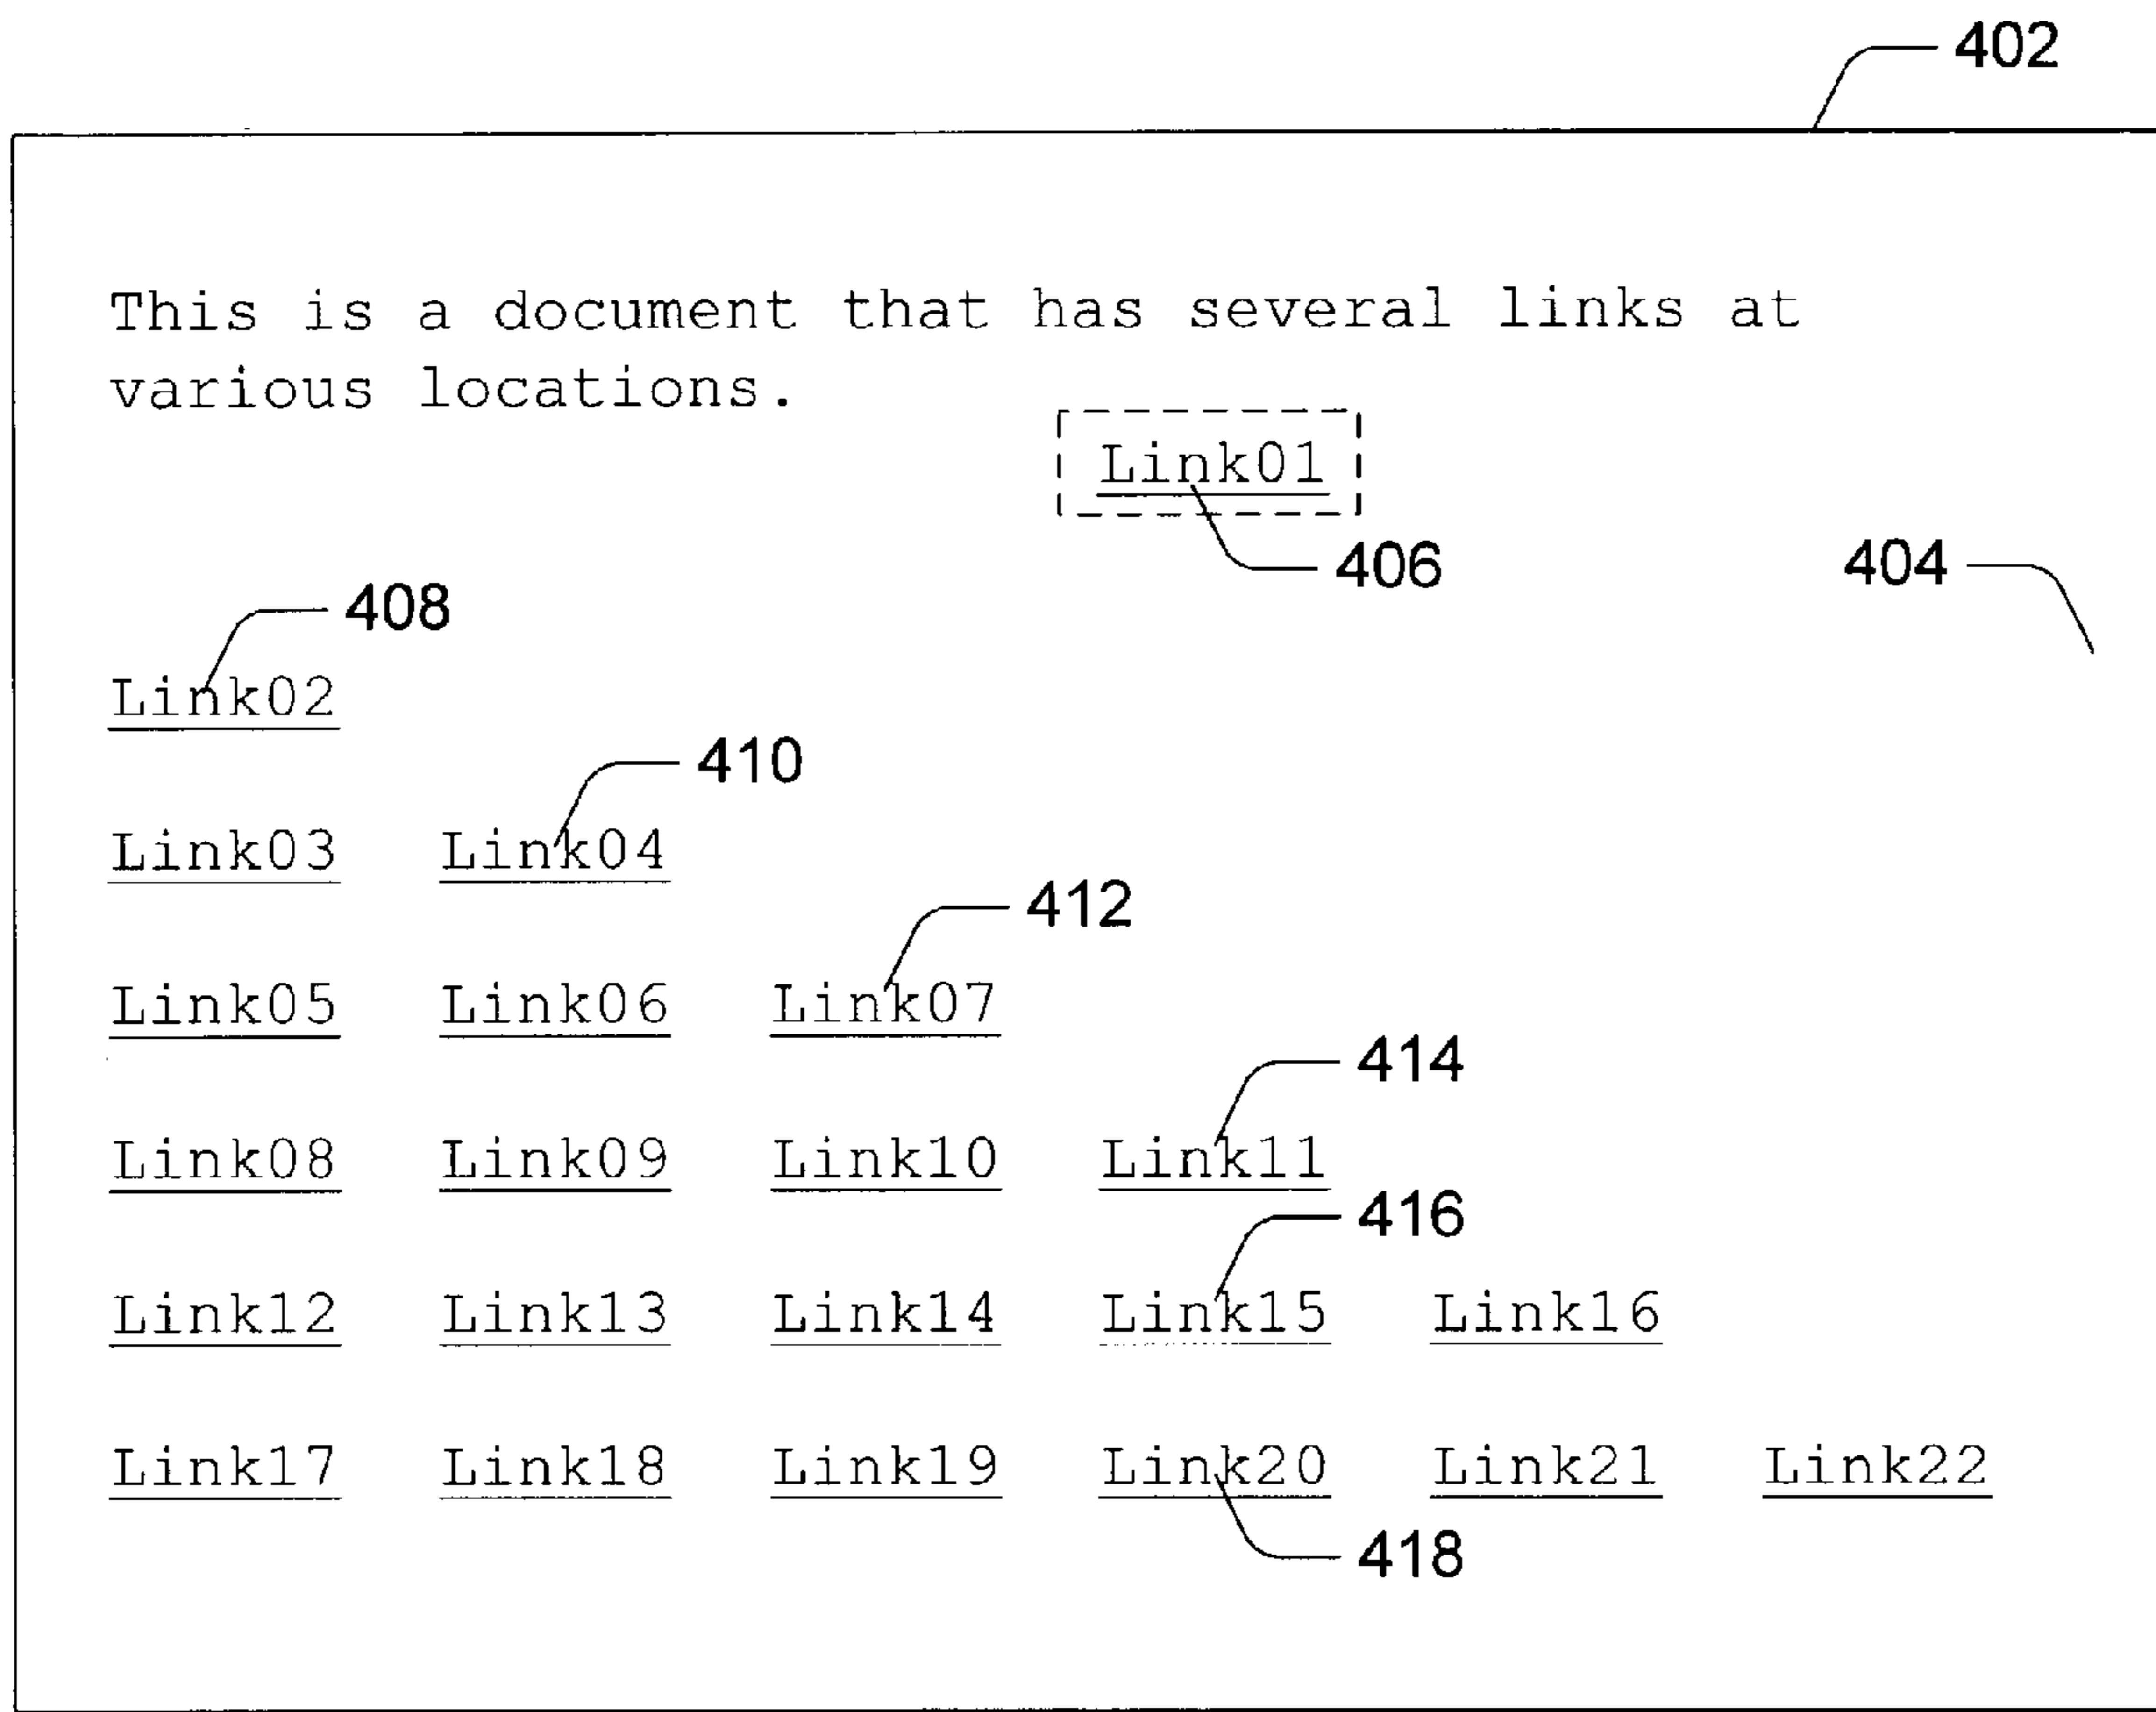 402
This is a document that has several links at
various locations.
Link01
406
404
408
Link02
410
Link03 Link04
412
Link05 Link06 Link07
414
Link08 Link09 Link10 Link11
416
Link12 Link13 Link14 Link15 Link16
Link17 Link18 Link19 Link20 Link21 Link22
418